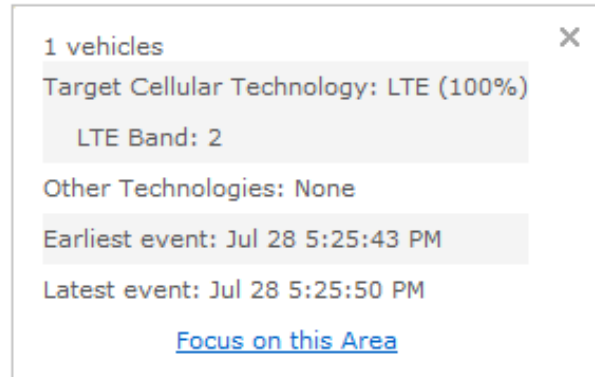 1 vehicles
Target Cellular Technology: LTE (100%)
LTE Band: 2
Other Technologies: None
Earliest event: Jul 28 5:25:43 PM
Latest event: Jul 28 5:25:50 PM
Focus on this Area